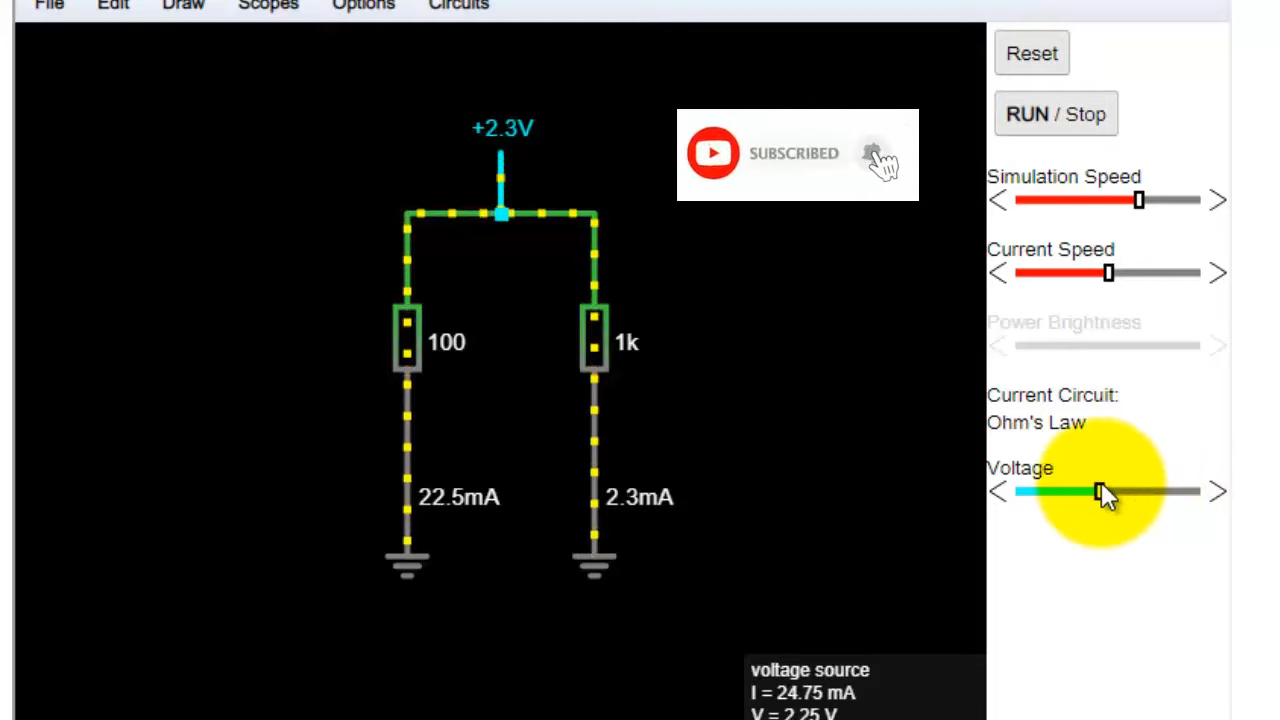 File Edit Draw Scopes Options Circuits
Reset
RUN / Stop
+2.3V
SUBSCRIBED
Simulation Speed
Current Speed
Power Brightness
100
1k
Current Circuit:
Ohm's Law
Voltage
22.5mA
2.3mA
voltage source
I = 24.75 mA
V = 2.25 V